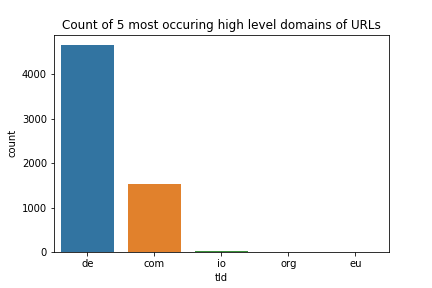 Count of 5 most occuring high level domains of URLs
4000
3000
2000
1000
0
count
de com io org eu
tld